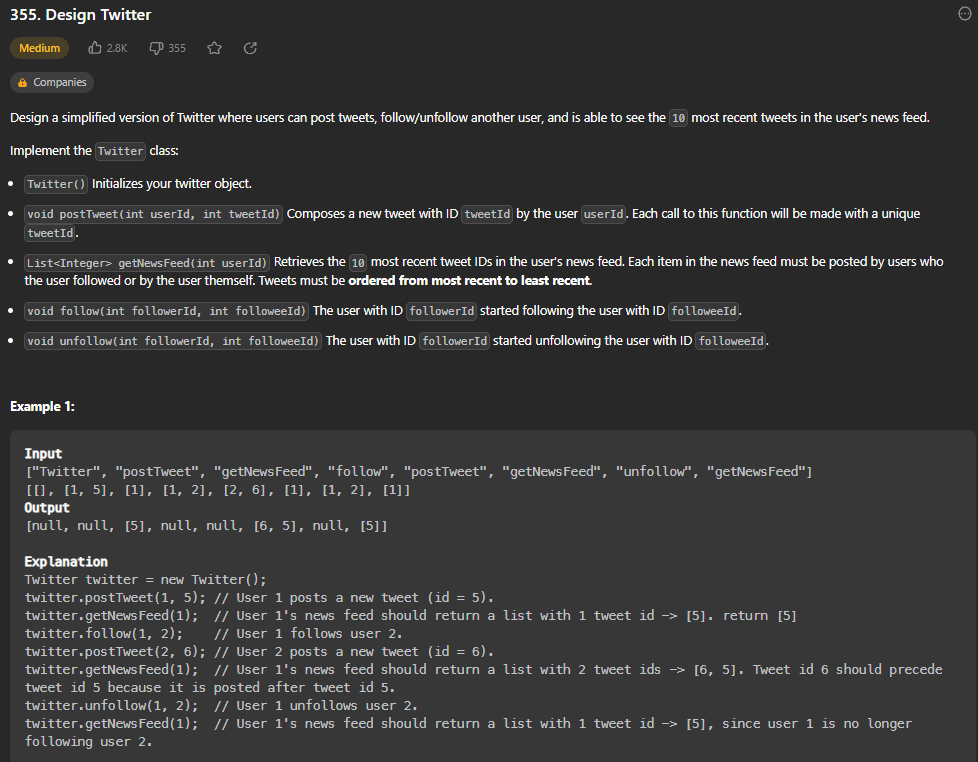 355. Design Twitter
Medium 2.8K 355
Companies
Design a simplified version of Twitter where users can post tweets, follow/unfollow another user, and is able to see the 10 most recent tweets in the user's news feed.
Implement the Twitter class:
• Twitter() Initializes your twitter object.
• void postTweet(int userId, int tweetId) Composes a new tweet with ID tweetId by the user userId. Each call to this function will be made with a unique
tweetId.
• List<Integer> getNewsFeed(int userId) Retrieves the 10 most recent tweet IDs in the user's news feed. Each item in the news feed must be posted by users who
the user followed or by the user themself. Tweets must be ordered from most recent to least recent.
• void follow(int followerId, int followeeId) The user with ID followerId started following the user with ID followeeId.
• void unfollow(int followerId, int followeeId) The user with ID followerId started unfollowing the user with ID followeeId.
Example 1:
Input
["Twitter", "postTweet", "getNewsFeed", "follow", "postTweet", "getNewsFeed", "unfollow", "getNewsFeed"]
[[], [1, 5], [1], [1, 2], [2, 6], [1], [1, 2], [1]]
Output
[null, null, [5], null, null, [6, 5], null, [5]]
Explanation
Twitter twitter = new Twitter();
twitter.postTweet(1, 5); // User 1 posts a new tweet (id = 5).
twitter.getNewsFeed(1);  // User 1's news feed should return a list with 1 tweet id -> [5]. return [5]
twitter.follow(1, 2);    // User 1 follows user 2.
twitter.postTweet(2, 6); // User 2 posts a new tweet (id = 6).
twitter.getNewsFeed(1);  // User 1's news feed should return a list with 2 tweet ids -> [6, 5]. Tweet id 6 should precede
tweet id 5 because it is posted after tweet id 5.
twitter.unfollow(1, 2);  // User 1 unfollows user 2.
twitter.getNewsFeed(1);  // User 1's news feed should return a list with 1 tweet id -> [5], since user 1 is no longer
following user 2.